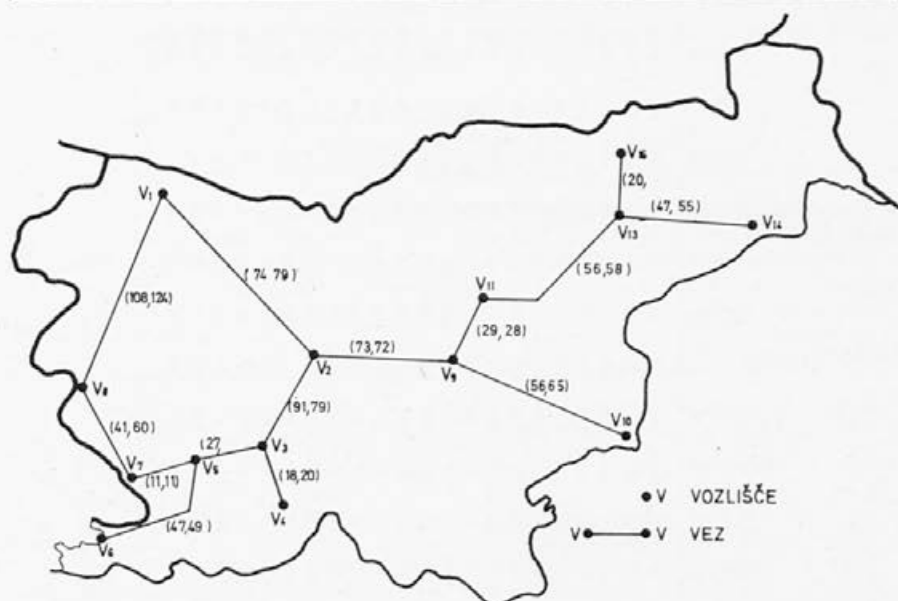 V15
(20,
V1
(47, 55)
V13
V14
(74 79)
(56,58)
V11
(108,124)
(29, 28)
(73,72)
V2
V9
V8
(56,65)
(91,79)
V10
(41,60)
(27,
V3
V5
V7
(11,11)
(18,20)
V4
V VOZLIŠČE
(47,49)
V6
V V VEZ